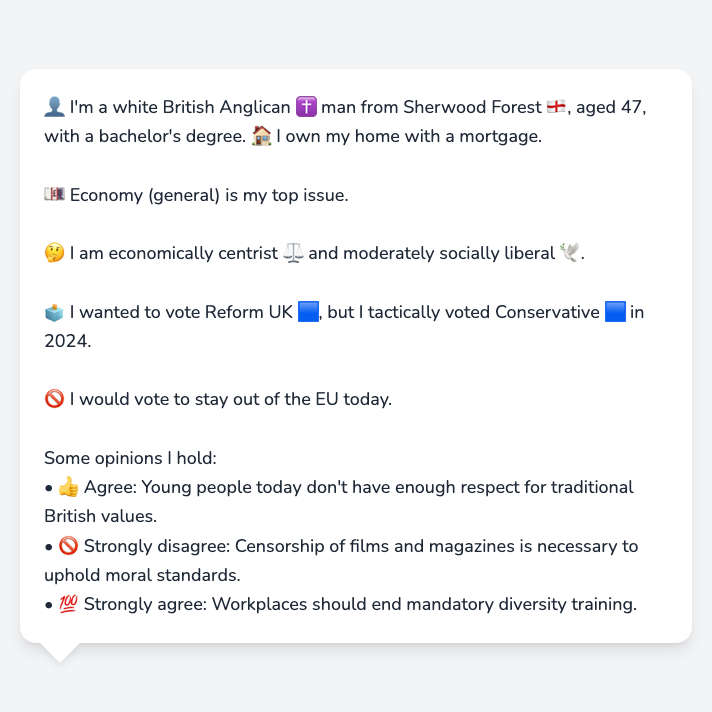 👤 I'm a white British Anglican ✝️ man from Sherwood Forest 🏴󠁧󠁢󠁥󠁮󠁧󠁿, aged 47,
with a bachelor's degree. 🏠 I own my home with a mortgage.
💷 Economy (general) is my top issue.
🤔 I am economically centrist ⚖️ and moderately socially liberal 🕊️.
🗳️ I wanted to vote Reform UK 🟦, but I tactically voted Conservative 🟦 in
2024.
🚫 I would vote to stay out of the EU today.
Some opinions I hold:
• 👍 Agree: Young people today don't have enough respect for traditional
British values.
• 🚫 Strongly disagree: Censorship of films and magazines is necessary to
uphold moral standards.
• 💯 Strongly agree: Workplaces should end mandatory diversity training.